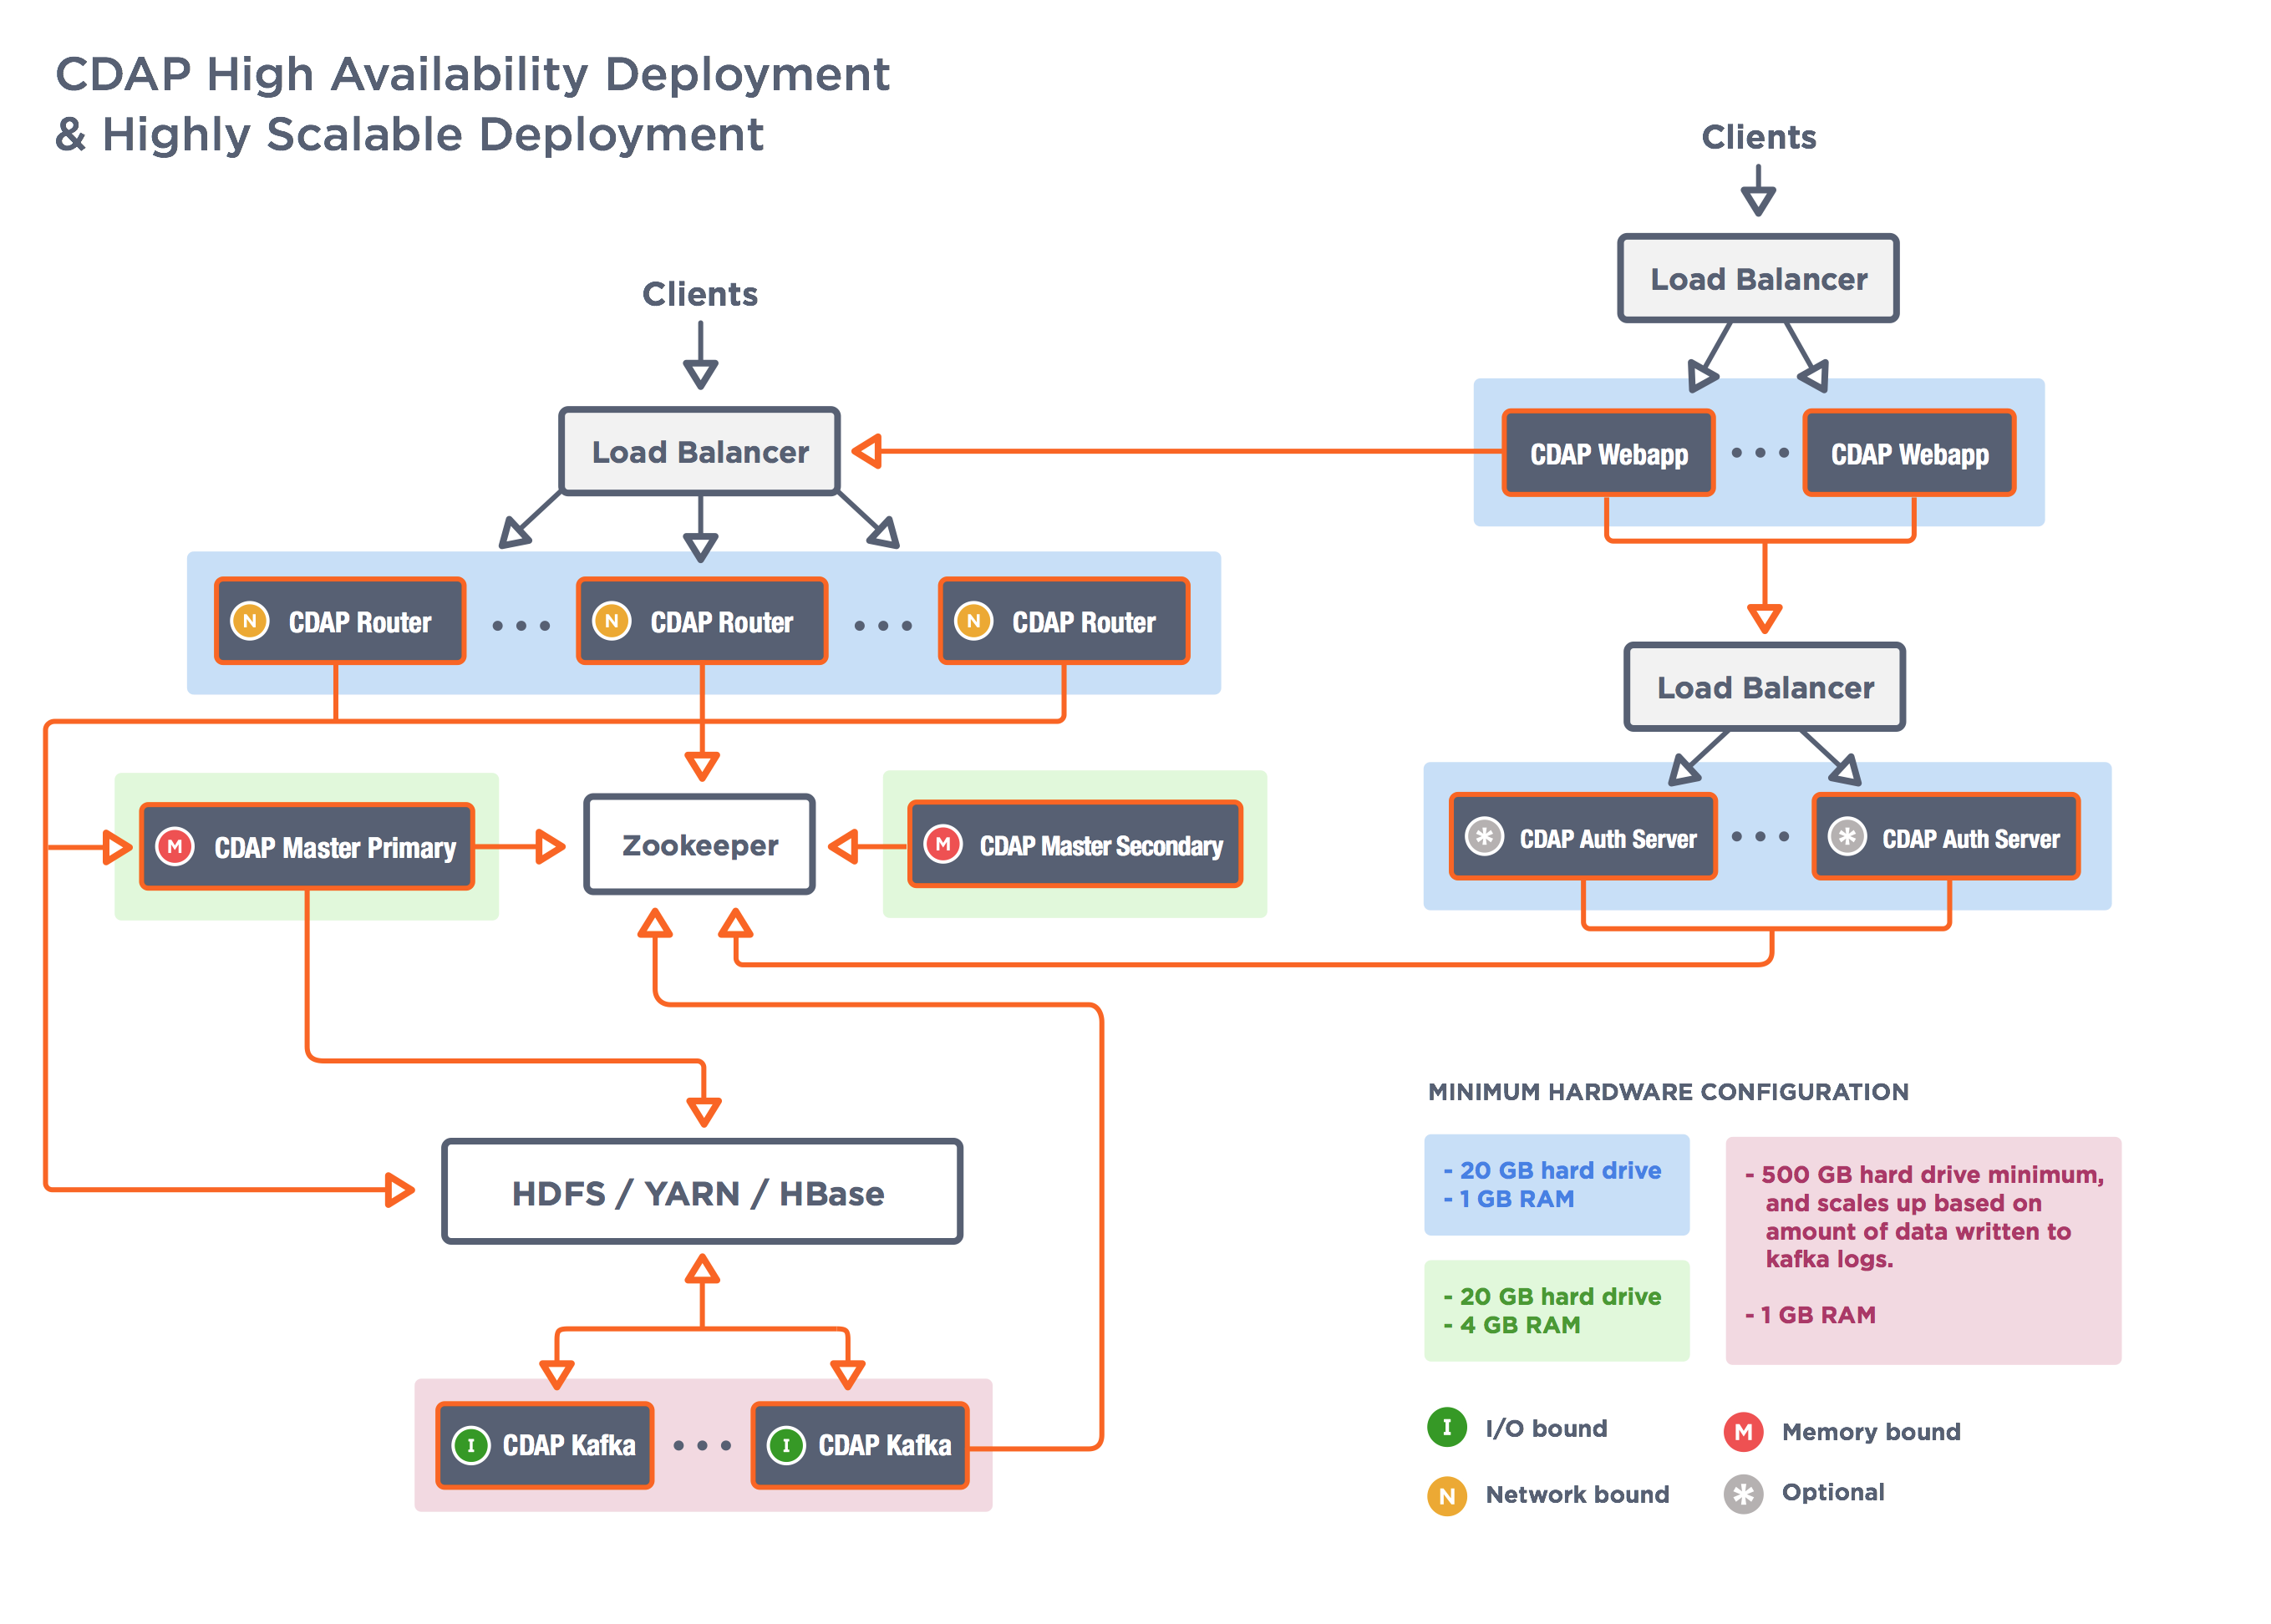 CDAP High Availability Deployment
& Highly Scalable Deployment
Clients
Load Balancer
Clients
Load Balancer
CDAP Webapp
CDAP Webapp
N
CDAP Router
N
CDAP Router
N
CDAP Router
Load Balancer
M
CDAP Master Primary
Zookeeper
M
CDAP Master Secondary
* CDAP Auth Server
* CDAP Auth Server
HDFS / YARN / HBase
I
CDAP Kafka
I
CDAP Kafka
MINIMUM HARDWARE CONFIGURATION
- 20 GB hard drive
- 1 GB RAM
- 20 GB hard drive
- 4 GB RAM
- 500 GB hard drive minimum,
and scales up based on
amount of data written to
kafka logs.
- 1 GB RAM
I
I/O bound
M
Memory bound
N
Network bound
* Optional